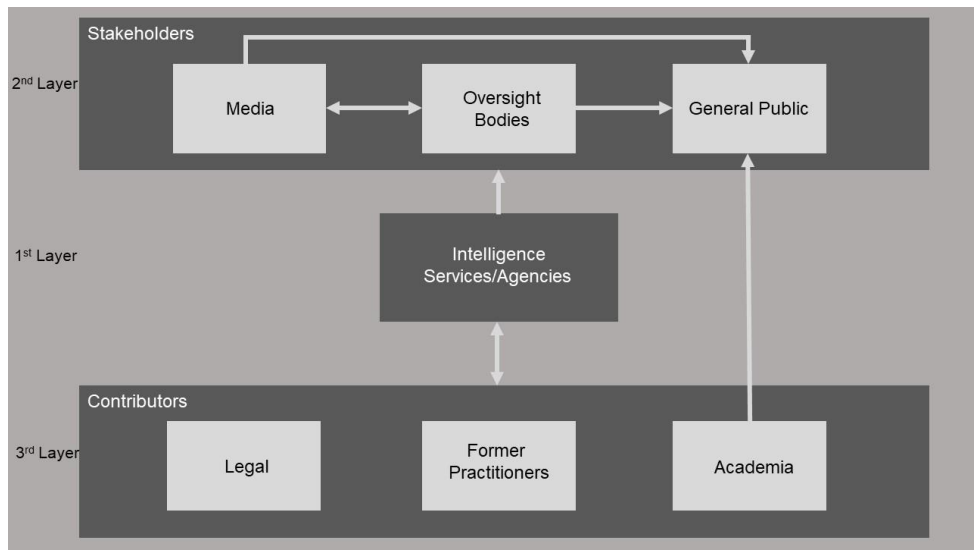 Stakeholders
2nd Layer
Media
Oversight
Bodies
General Public
1st Layer
Intelligence
Services/Agencies
Contributors
3rd Layer
Legal
Former
Practitioners
Academia